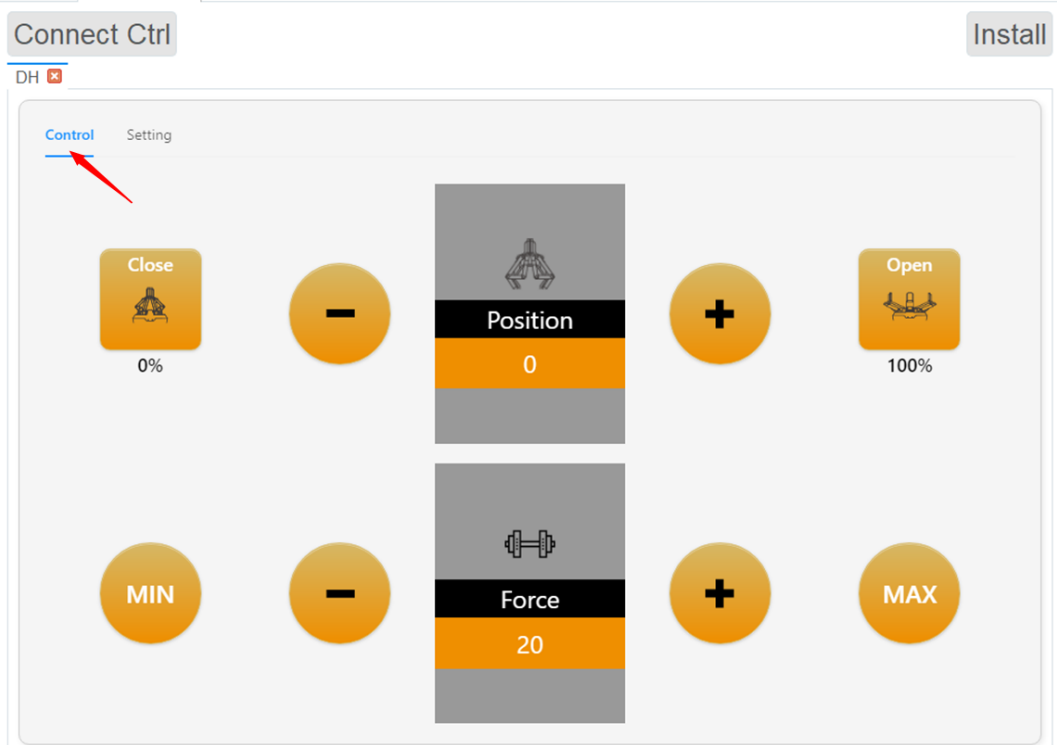 Connect Ctrl Install
DH
Control Setting
Close Open
Position
0
0% 100%
Force
MIN MAX
20